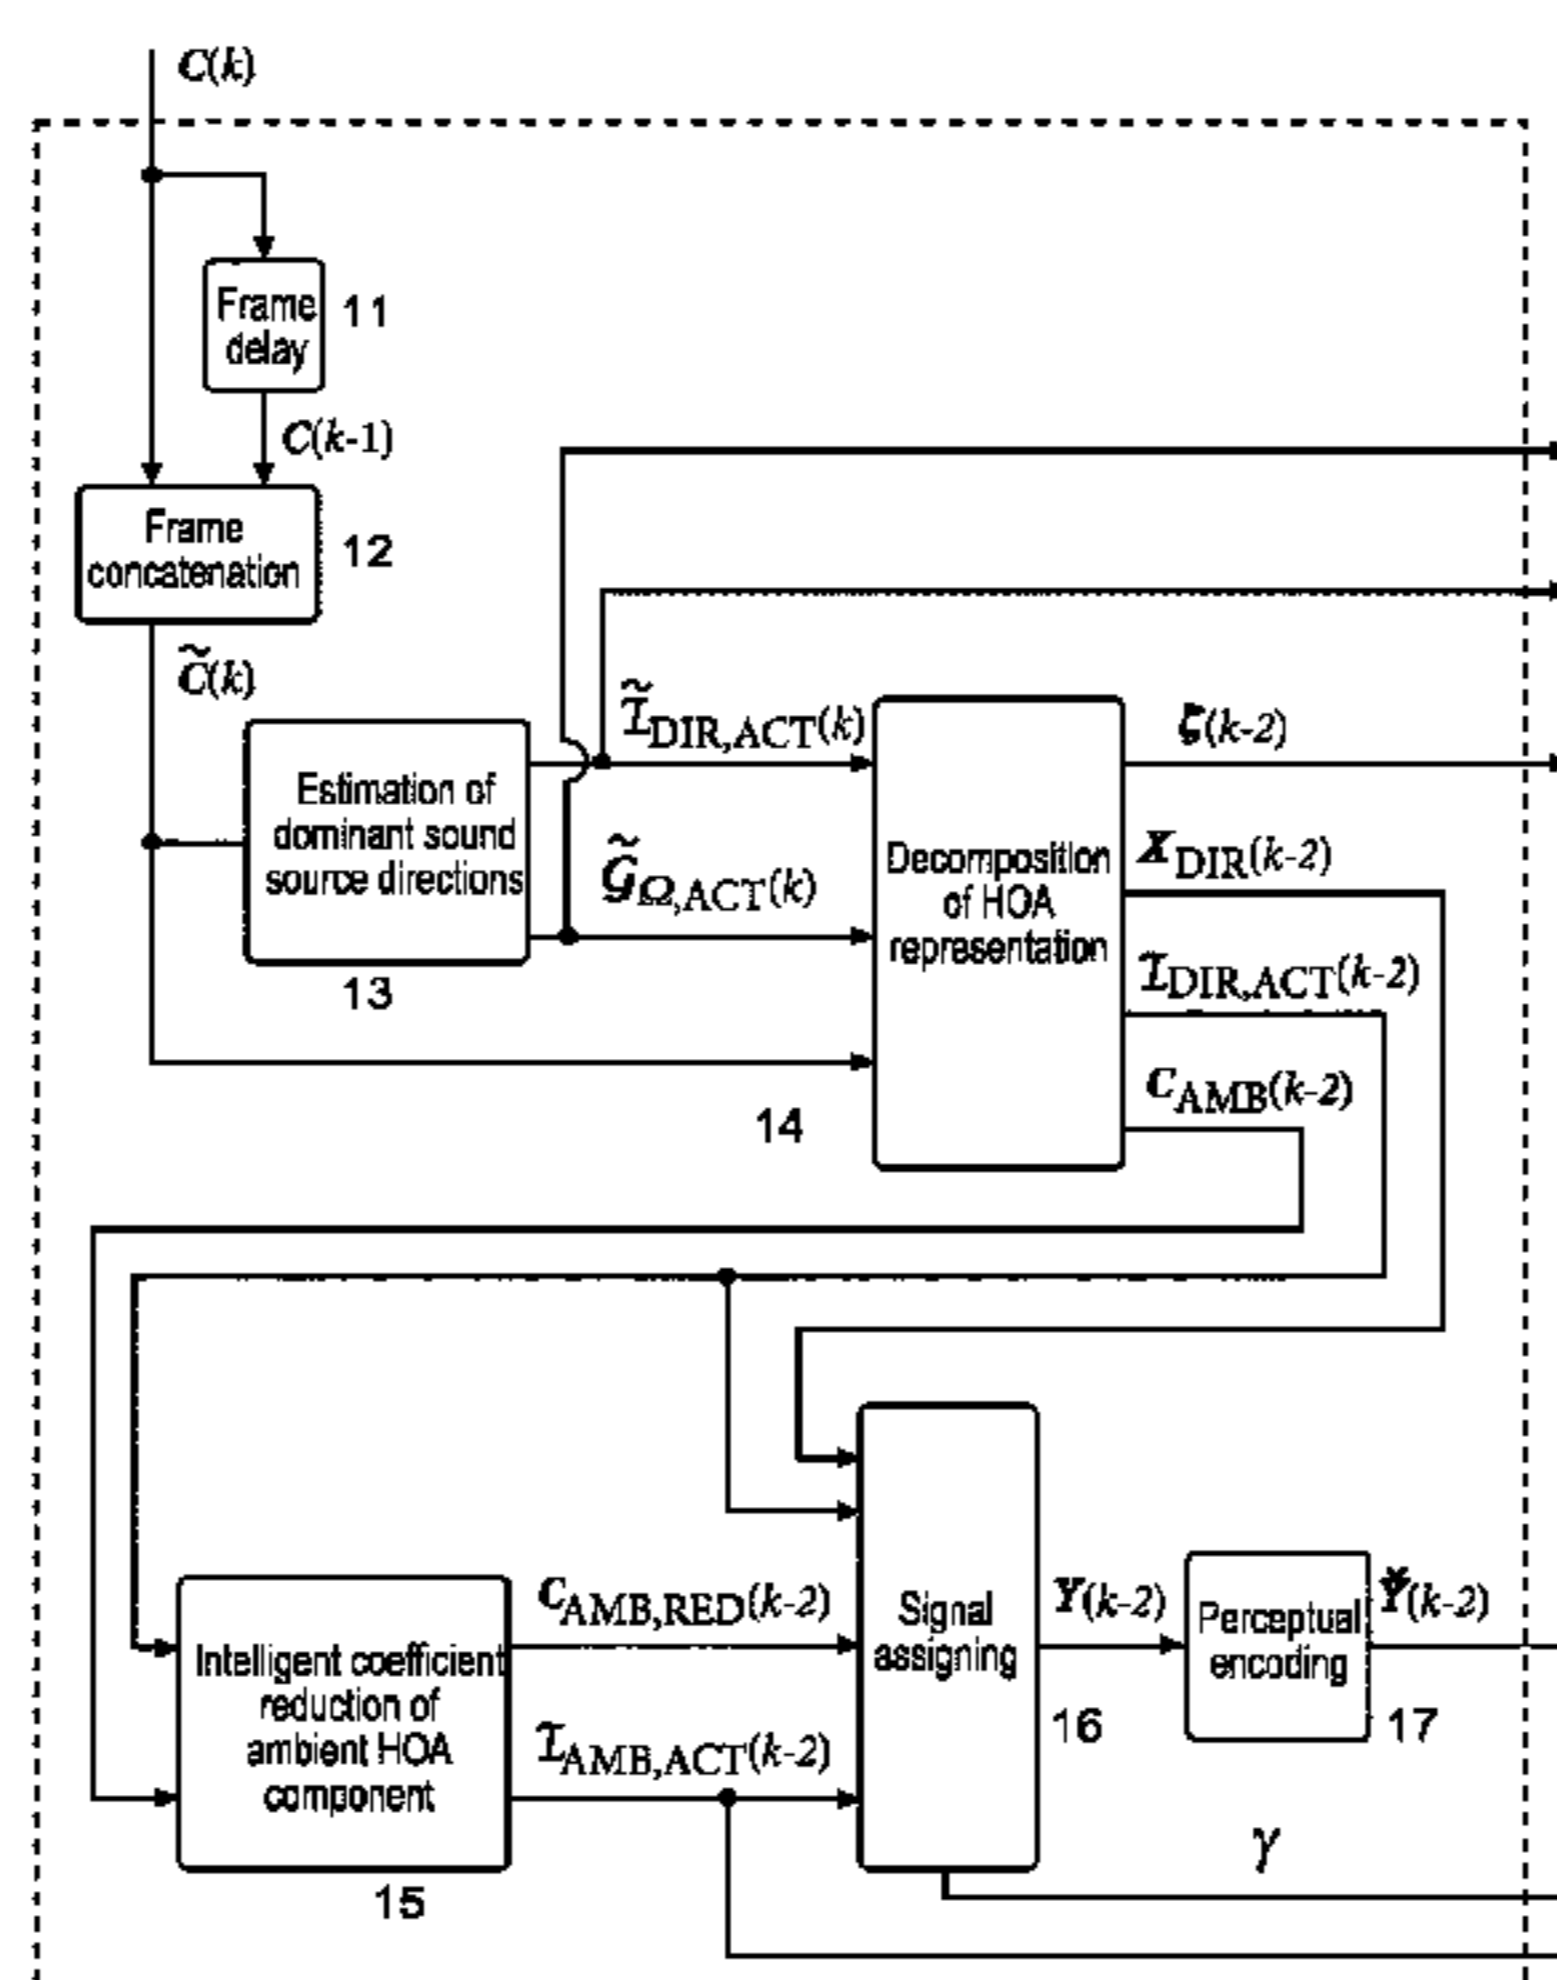 C(k)
Frame
delay
11
C(k-1)
Frame
concatenation
12
C̃(k)
Estimation of
dominant sound
source directions
13
Ĩ_DIR,ACT(k)
G̃_Ω,ACT(k)
Decomposition
of HOA
representation
14
ζ(k-2)
X_DIR(k-2)
I_DIR,ACT(k-2)
C_AMB(k-2)
Intelligent coefficient
reduction of
ambient HOA
component
15
C_AMB,RED(k-2)
I_AMB,ACT(k-2)
Signal
assigning
16
Y(k-2)
Perceptual
encoding
17
Y̌(k-2)
γ